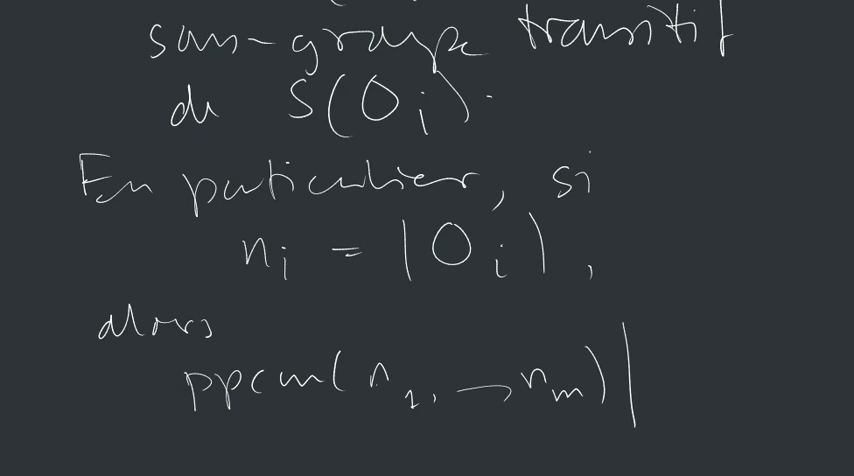 sous-groupe transitif
de S(O_i).
En particulier, si
n_i = |O_i|,
alors
ppcm(n_1, ..., n_m) |